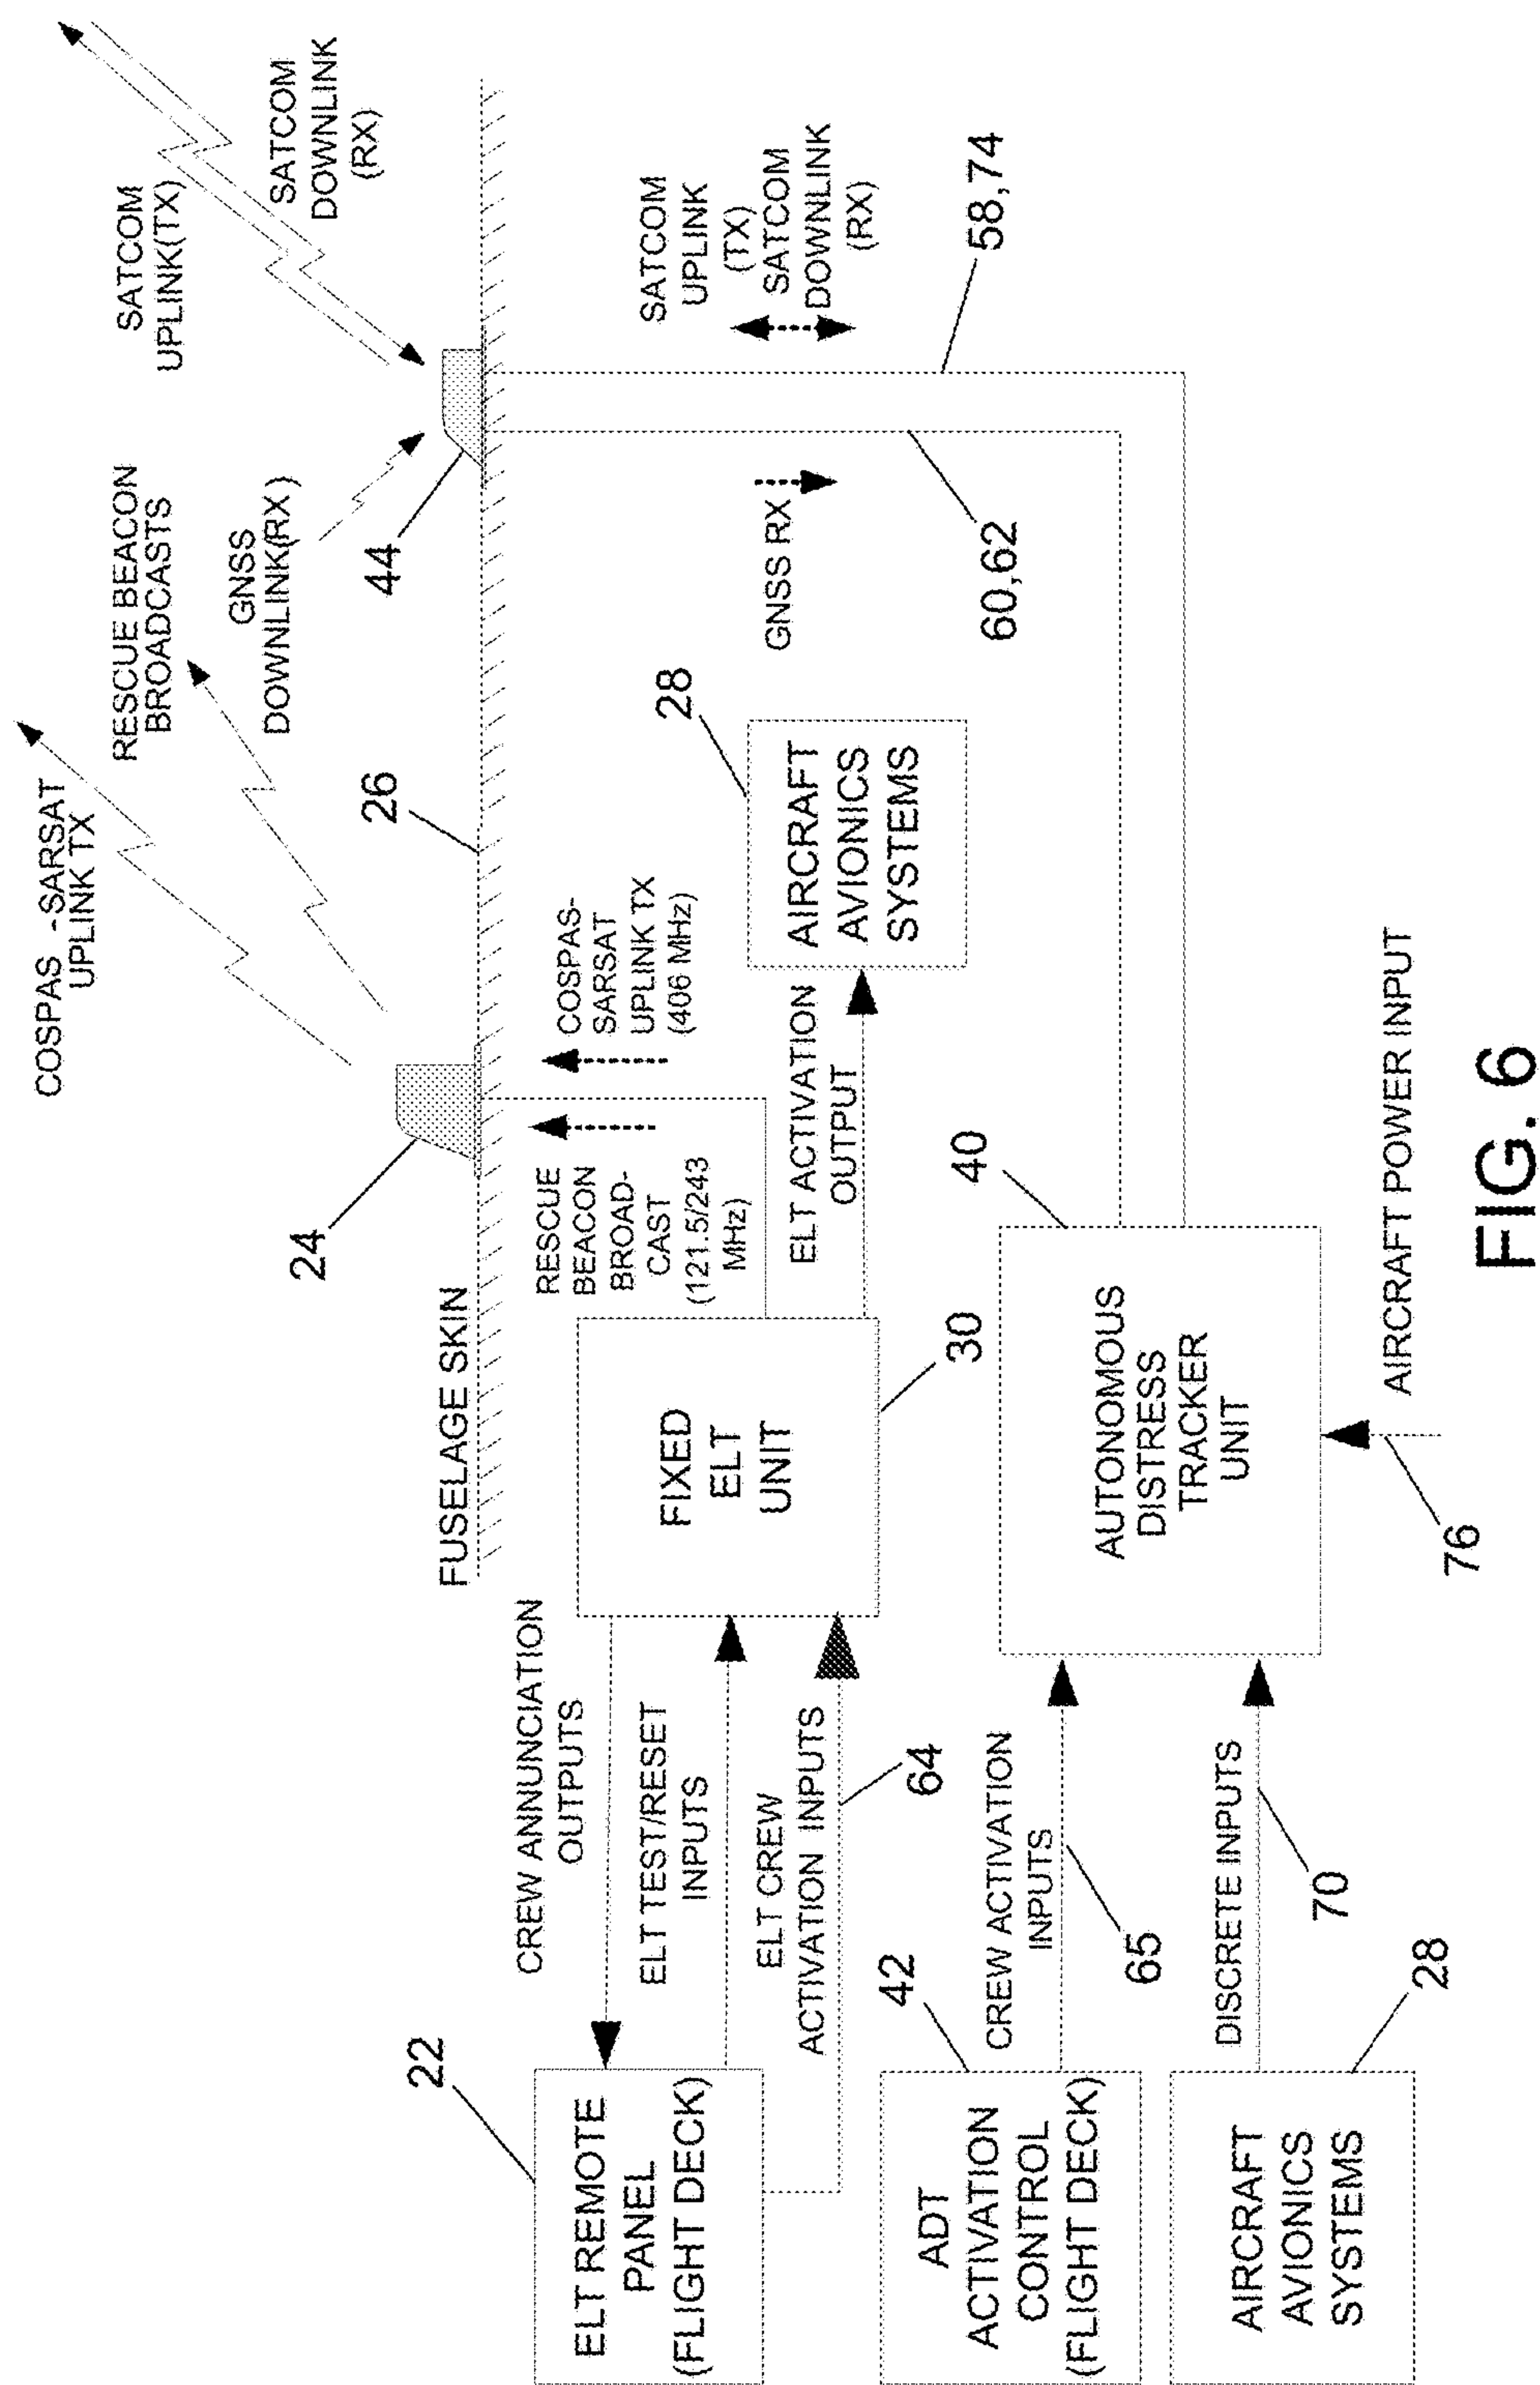 COSPAS -SARSAT
UPLINK TX
RESCUE BEACON
BROADCASTS
GNSS
DOWNLINK(RX )
SATCOM
UPLINK(TX)
SATCOM
DOWNLINK
(RX)
24
26
44
FUSELAGE SKIN
CREW ANNUNCIATION
OUTPUTS
ELT TEST/RESET
INPUTS
ELT CREW
ACTIVATION INPUTS
64
22
ELT REMOTE
PANEL
(FLIGHT DECK)
FIXED
ELT
UNIT
30
RESCUE
BEACON
BROAD-
CAST
(121.5/243
MHz)
COSPAS-
SARSAT
UPLINK TX
(406 MHz)
ELT ACTIVATION
OUTPUT
28
AIRCRAFT
AVIONICS
SYSTEMS
GNSS RX
60,62
SATCOM
UPLINK
(TX)
SATCOM
DOWNLINK
(RX)
58,74
42
ADT
ACTIVATION
CONTROL
(FLIGHT DECK)
CREW ACTIVATION
INPUTS
65
40
AUTONOMOUS
DISTRESS
TRACKER
UNIT
AIRCRAFT
AVIONICS
SYSTEMS
28
DISCRETE INPUTS
70
76
AIRCRAFT POWER INPUT
FIG. 6